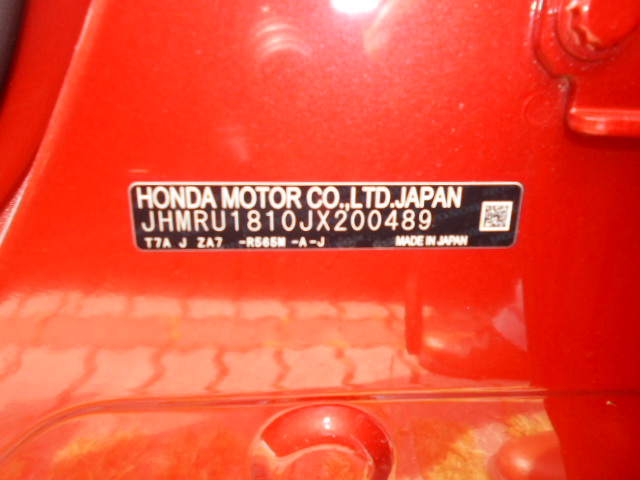 HONDA MOTOR CO.,LTD.JAPAN
JHMRU1810JX200489
T7A J ZA7 -R565M -A-J MADE IN JAPAN